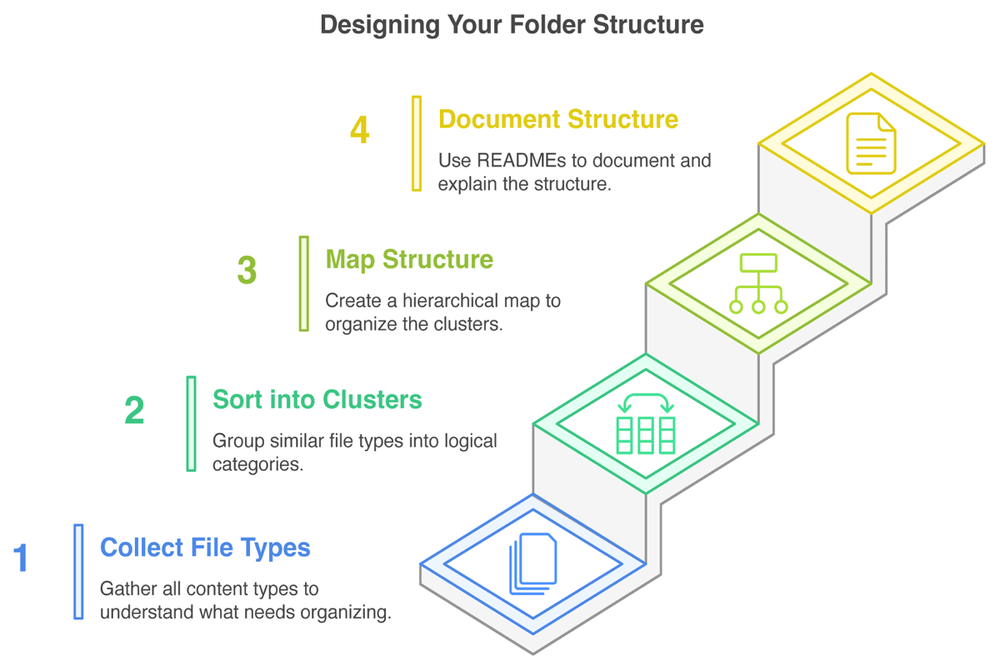 Designing Your Folder Structure
4
Document Structure
Use READMEs to document and
explain the structure.
3
Map Structure
Create a hierarchical map to
organize the clusters.
2
Sort into Clusters
Group similar file types into logical
categories.
1
Collect File Types
Gather all content types to
understand what needs organizing.